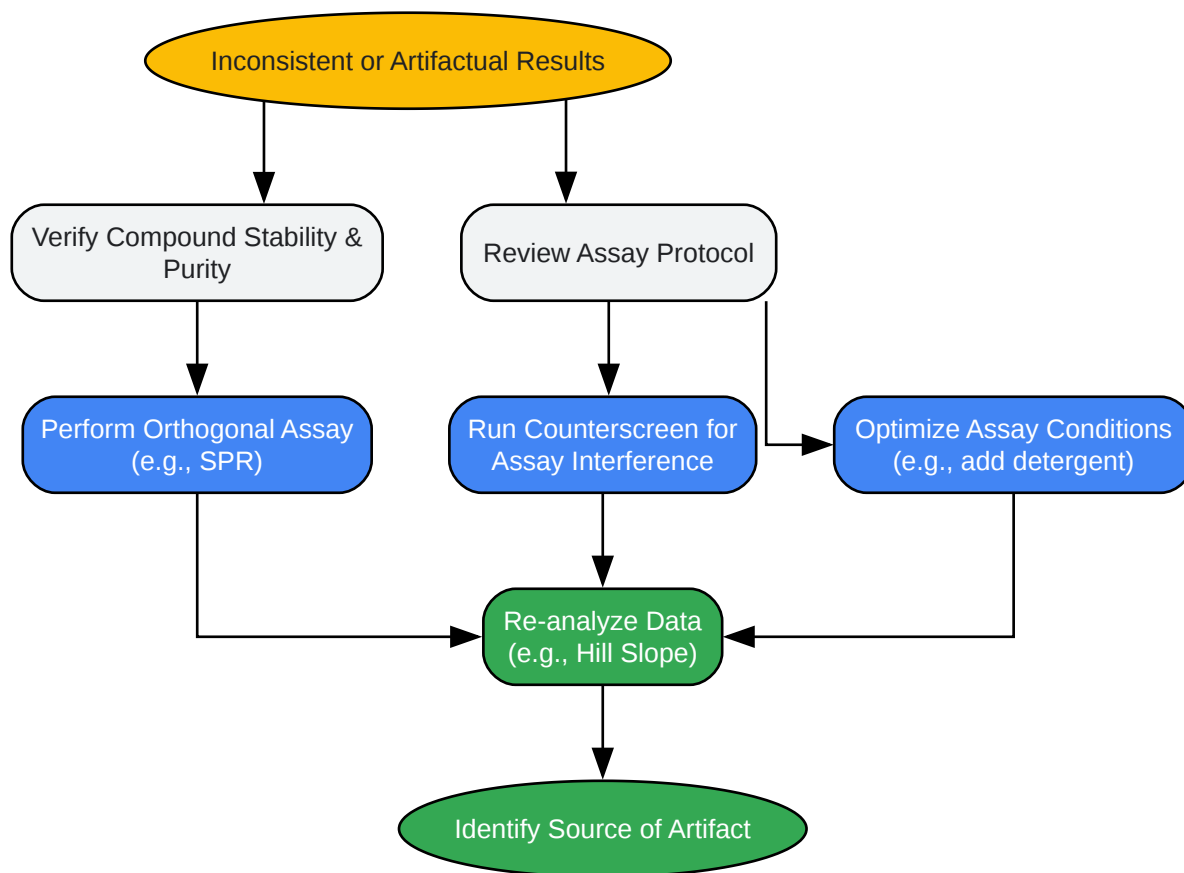 Inconsistent or Artifactual Results
Verify Compound Stability &
Purity
Review Assay Protocol
Perform Orthogonal Assay
(e.g., SPR)
Run Counterscreen for
Assay Interference
Optimize Assay Conditions
(e.g., add detergent)
Re-analyze Data
(e.g., Hill Slope)
Identify Source of Artifact